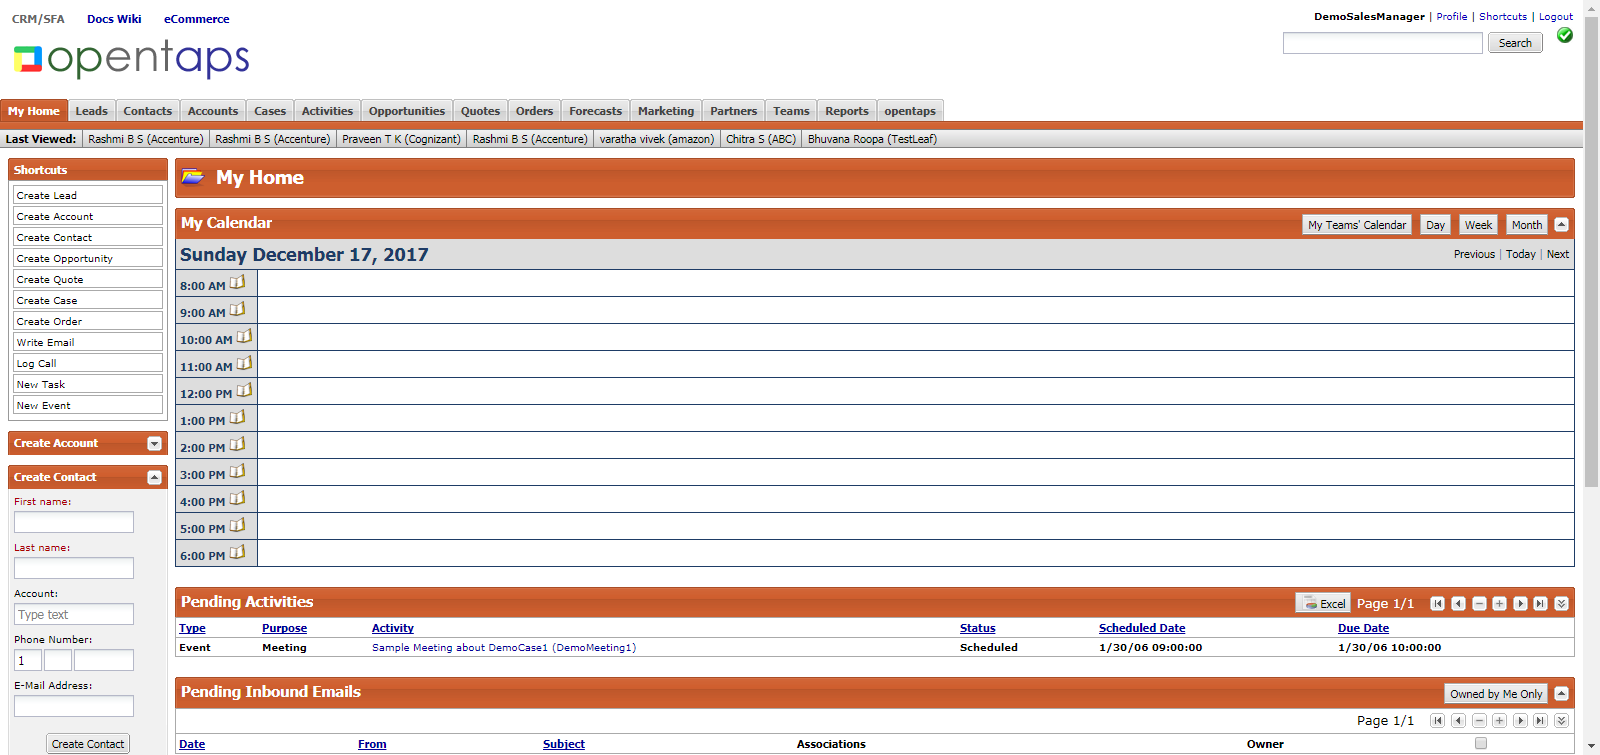 CRM/SFA Docs Wiki eCommerce
DemoSalesManager | Profile | Shortcuts | Logout
opentaps
Search
My Home Leads Contacts Accounts Cases Activities Opportunities Quotes Orders Forecasts Marketing Partners Teams Reports opentaps
Last Viewed: Rashmi B S (Accenture) Rashmi B S (Accenture) Praveen T K (Cognizant) Rashmi B S (Accenture) varatha vivek (amazon) Chitra S (ABC) Bhuvana Roopa (TestLeaf)
Shortcuts
Create Lead
Create Account
Create Contact
Create Opportunity
Create Quote
Create Case
Create Order
Write Email
Log Call
New Task
New Event
Create Account
Create Contact
First name:
Last name:
Account:
Type text
Phone Number:
1
E-Mail Address:
Create Contact
My Home
My Calendar My Teams' Calendar Day Week Month
Sunday December 17, 2017 Previous | Today | Next
8:00 AM
9:00 AM
10:00 AM
11:00 AM
12:00 PM
1:00 PM
2:00 PM
3:00 PM
4:00 PM
5:00 PM
6:00 PM
Pending Activities Excel Page 1/1
Type Purpose Activity Status Scheduled Date Due Date
Event Meeting Sample Meeting about DemoCase1 (DemoMeeting1) Scheduled 1/30/06 09:00:00 1/30/06 10:00:00
Pending Inbound Emails Owned by Me Only
Page 1/1
Date From Subject Associations Owner